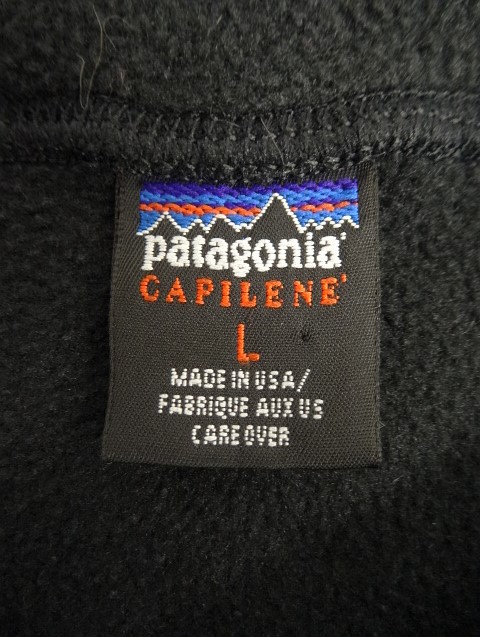 patagonia®
CAPILENE®
L
MADE IN USA/
FABRIQUE AUX US
CARE OVER